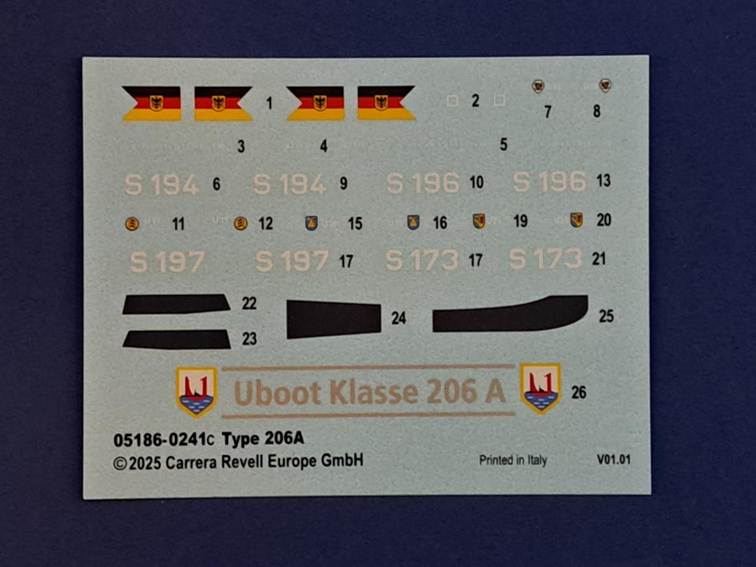 1 2 7 8
3 4 5
S 194 6 S 194 9 S 196 10 S 196 13
11 12 15 16 19 20
S 197 S 197 17 S 173 17 S 173 21
22
23
24
25
Uboot Klasse 206 A 26
05186-0241c Type 206A
©2025 Carrera Revell Europe GmbH Printed in Italy V01.01